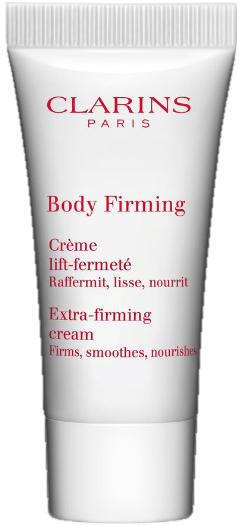 CLARINS
PARIS
Body Firming
Crème
lift-fermeté
Raffermit, lisse, nourrit
Extra-firming
cream
Firms, smoothes, nourishes